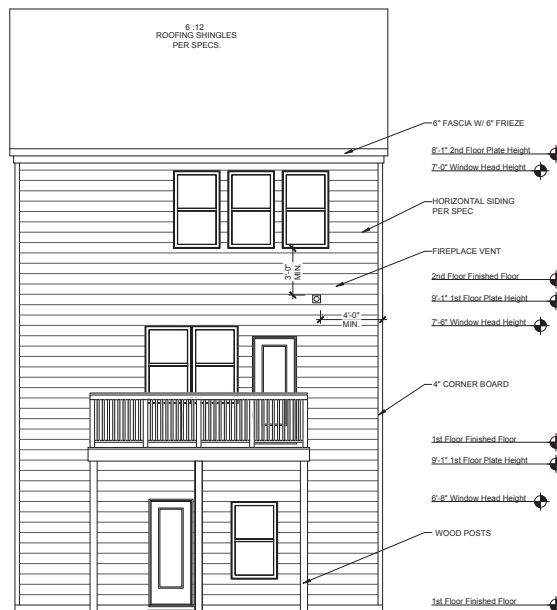 6 :12
ROOFING SHINGLES
PER SPECS.
6" FASCIA W/ 6" FRIEZE
8'-1" 2nd Floor Plate Height
7'-0" Window Head Height
HORIZONTAL SIDING
PER SPEC
FIREPLACE VENT
3'-0"
MIN.
2nd Floor Finished Floor
9'-1" 1st Floor Plate Height
4'-0"
MIN.
7'-6" Window Head Height
4" CORNER BOARD
1st Floor Finished Floor
9'-1" 1st Floor Plate Height
6'-8" Window Head Height
WOOD POSTS
1st Floor Finished Floor